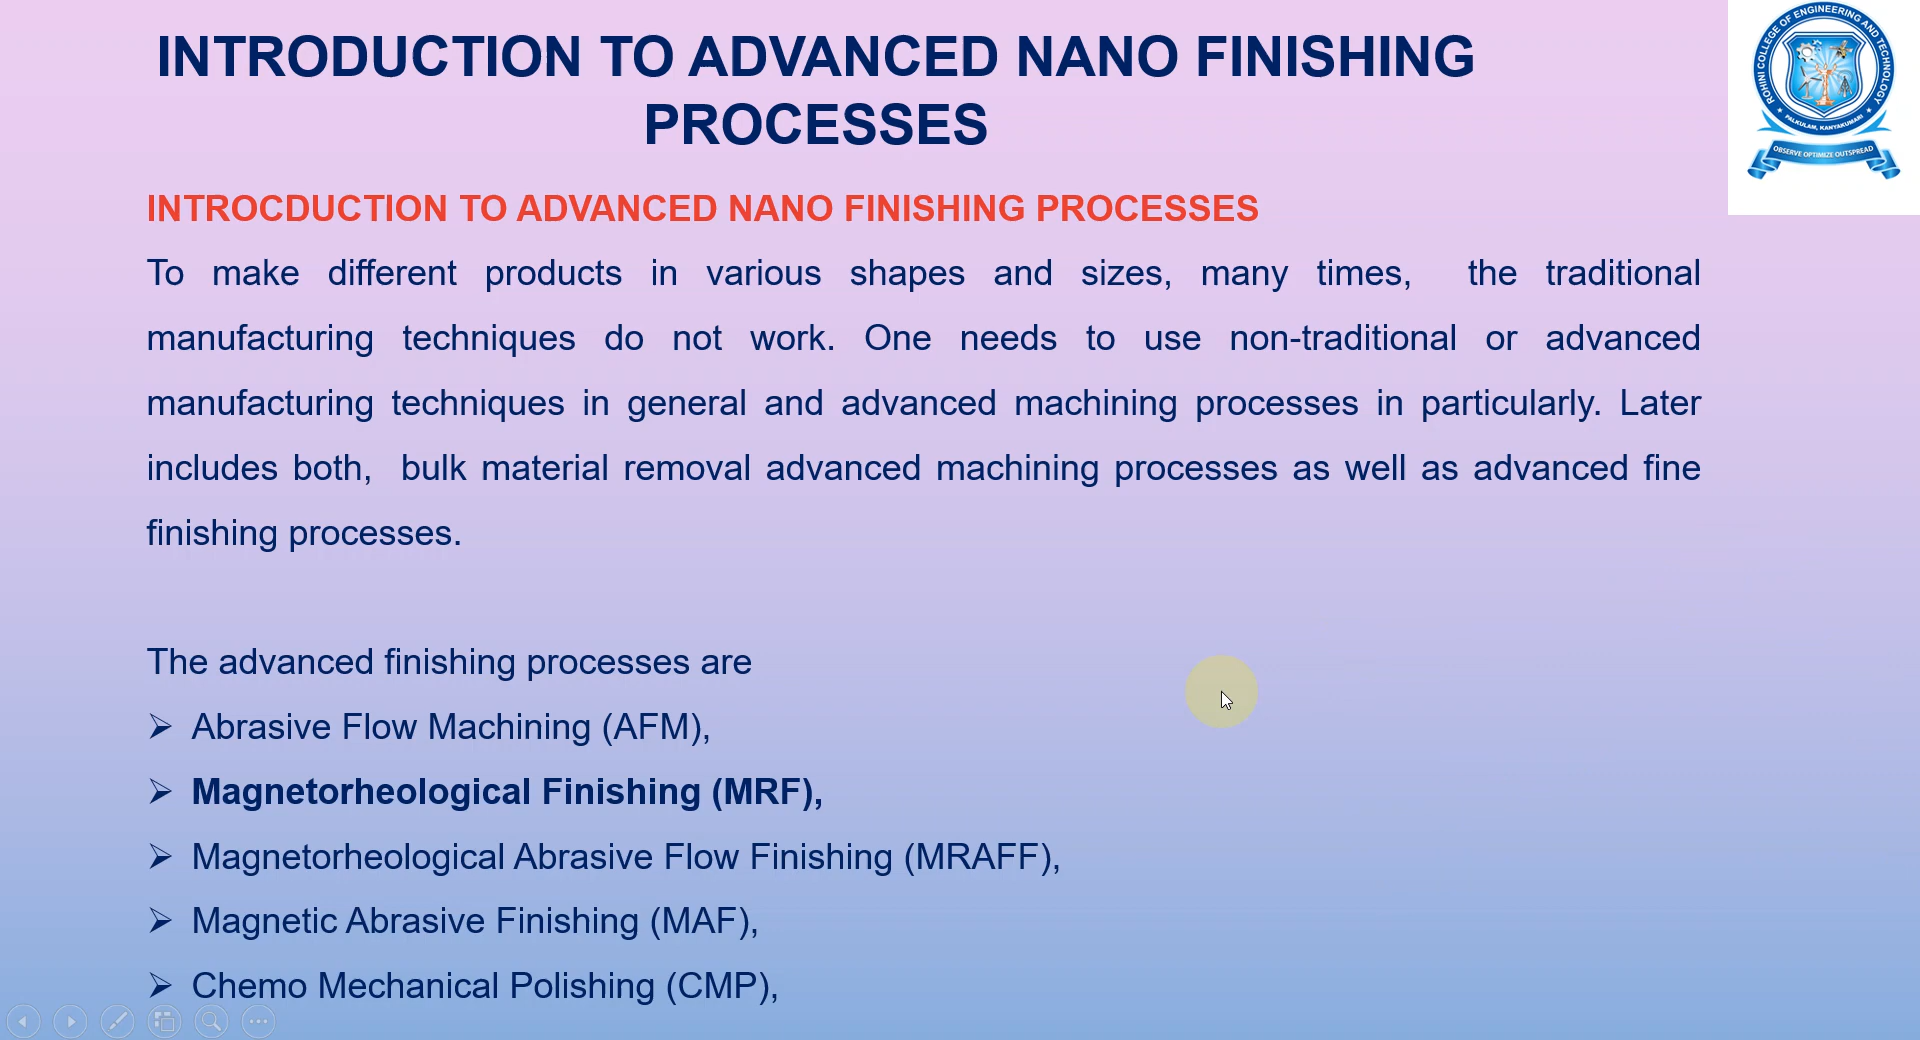 INTRODUCTION TO ADVANCED NANO FINISHING
PROCESSES
ROHINI COLLEGE OF ENGINEERING AND TECHNOLOGY
PALKULAM, KANYAKUMARI
OBSERVE OPTIMIZE OUTSPREAD
INTROCDUCTION TO ADVANCED NANO FINISHING PROCESSES
To make different products in various shapes and sizes, many times, the traditional
manufacturing techniques do not work. One needs to use non-traditional or advanced
manufacturing techniques in general and advanced machining processes in particularly. Later
includes both, bulk material removal advanced machining processes as well as advanced fine
finishing processes.
The advanced finishing processes are
➢ Abrasive Flow Machining (AFM),
➢ Magnetorheological Finishing (MRF),
➢ Magnetorheological Abrasive Flow Finishing (MRAFF),
➢ Magnetic Abrasive Finishing (MAF),
➢ Chemo Mechanical Polishing (CMP),